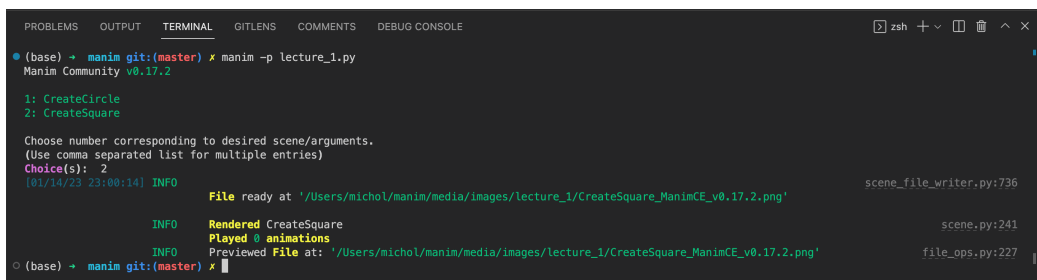 PROBLEMS OUTPUT TERMINAL GITLENS COMMENTS DEBUG CONSOLE zsh
(base) → manim git:(master) ✗ manim -p lecture_1.py
Manim Community v0.17.2
1: CreateCircle
2: CreateSquare
Choose number corresponding to desired scene/arguments.
(Use comma separated list for multiple entries)
Choice(s): 2
[01/14/23 23:00:14] INFO scene_file_writer.py:736
File ready at '/Users/michol/manim/media/images/lecture_1/CreateSquare_ManimCE_v0.17.2.png'
INFO Rendered CreateSquare scene.py:241
Played 0 animations
INFO Previewed File at: '/Users/michol/manim/media/images/lecture_1/CreateSquare_ManimCE_v0.17.2.png' file_ops.py:227
(base) → manim git:(master) ✗